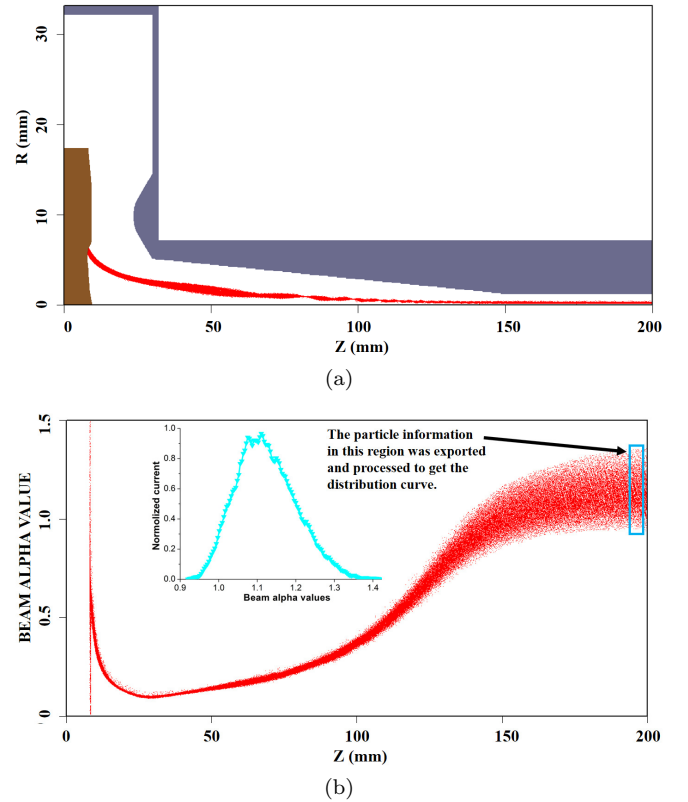 30
20
10
0
R (mm)
0 50 100 150 200
Z (mm)
(a)
1.5
1.0
0.5
0
BEAM ALPHA VALUE
1.0
0.8
0.6
0.4
0.2
0.0
Normalized current
0.9 1.0 1.1 1.2 1.3 1.4
Beam alpha values
The particle information
in this region was exported
and processed to get the
distribution curve.
0 50 100 150 200
Z (mm)
(b)